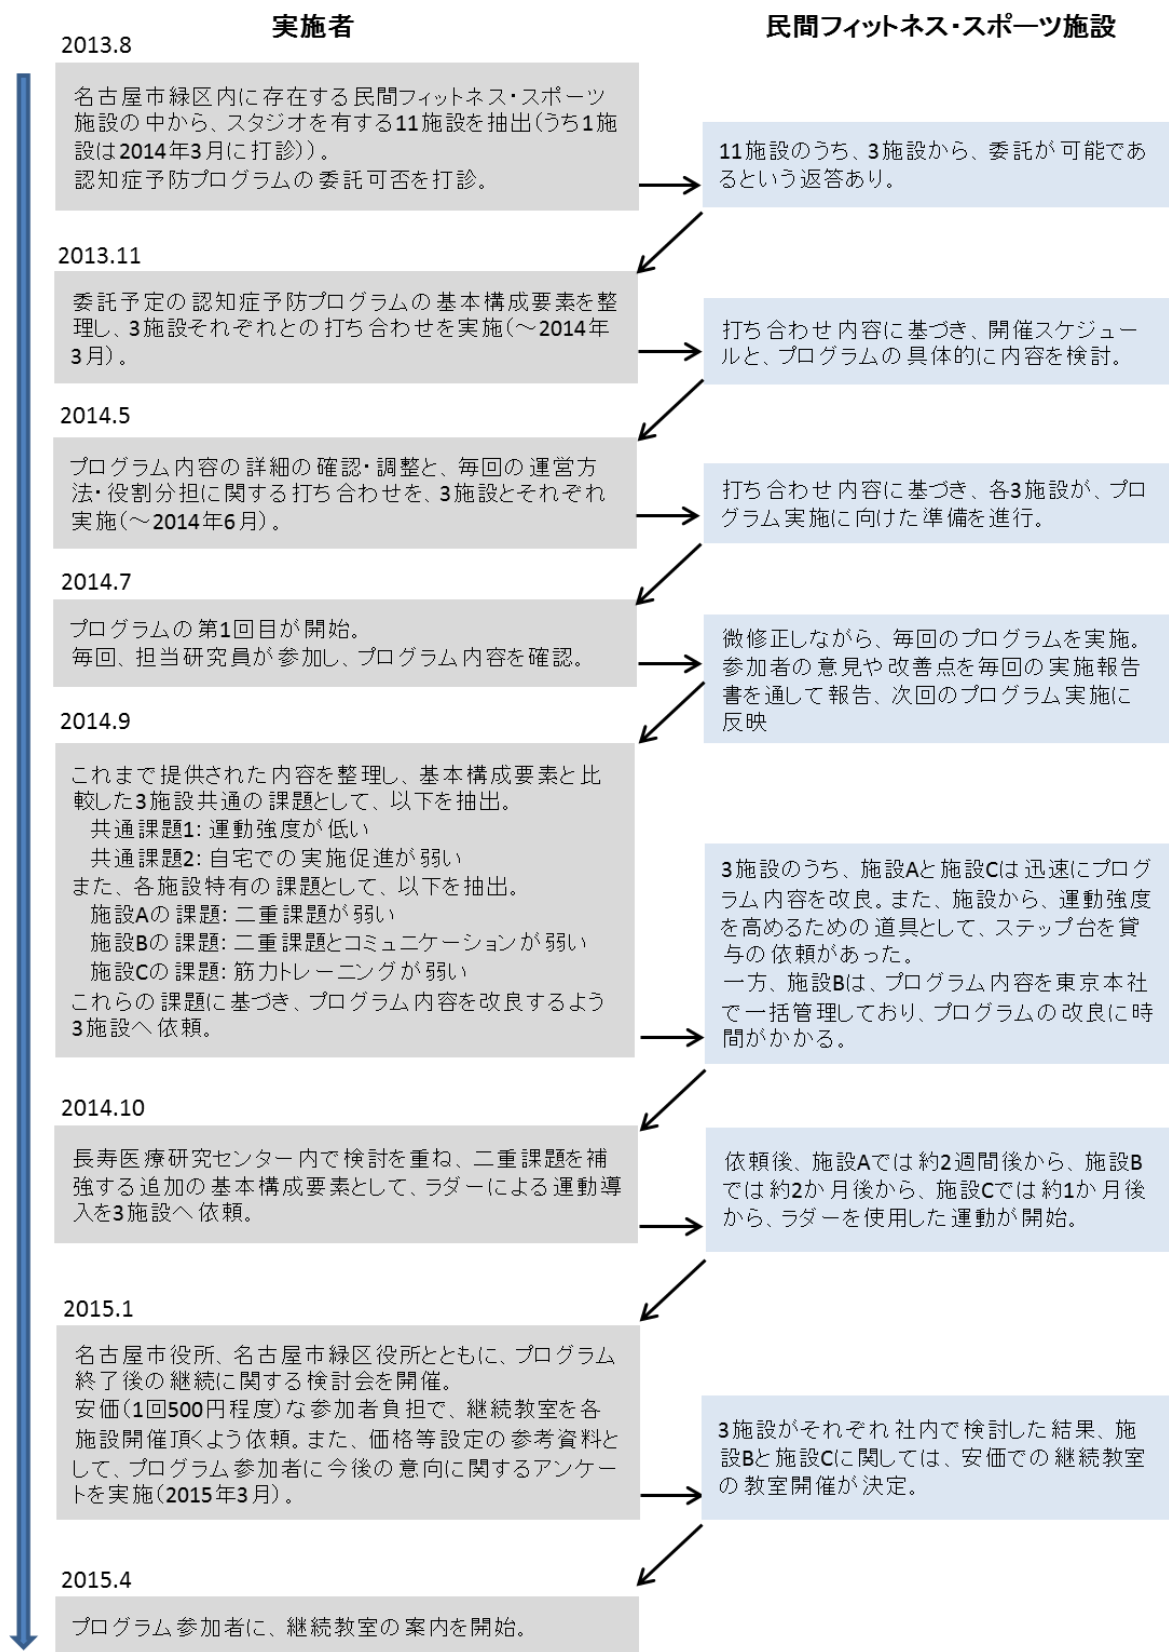 実施者
民間フィットネス・スポーツ施設
2013.8
名古屋市緑区内に存在する民間フィットネス・スポーツ
施設の中から、スタジオを有する11施設を抽出(うち1施
設は2014年3月に打診))。
認知症予防プログラムの委託可否を打診。
11施設のうち、3施設から、委託が可能であ
るという返答あり。
2013.11
委託予定の認知症予防プログラムの基本構成要素を整
理し、3施設それぞれとの打ち合わせを実施(～2014年
3月)。
打ち合わせ内容に基づき、開催スケジュー
ルと、プログラムの具体的に内容を検討。
2014.5
プログラム内容の詳細の確認・調整と、毎回の運営方
法・役割分担に関する打ち合わせを、3施設とそれぞれ
実施(～2014年6月)。
打ち合わせ内容に基づき、各3施設が、プロ
グラム実施に向けた準備を進行。
2014.7
プログラムの第1回目が開始。
毎回、担当研究員が参加し、プログラム内容を確認。
微修正しながら、毎回のプログラムを実施。
参加者の意見や改善点を毎回の実施報告
書を通して報告、次回のプログラム実施に
反映
2014.9
これまで提供された内容を整理し、基本構成要素と比
較した3施設共通の課題として、以下を抽出。
共通課題1: 運動強度が低い
共通課題2: 自宅での実施促進が弱い
また、各施設特有の課題として、以下を抽出。
施設Aの課題: 二重課題が弱い
施設Bの課題: 二重課題とコミュニケーションが弱い
施設Cの課題: 筋力トレーニングが弱い
これらの課題に基づき、プログラム内容を改良するよう
3施設へ依頼。
3施設のうち、施設Aと施設Cは迅速にプログ
ラム内容を改良。また、施設から、運動強度
を高めるための道具として、ステップ台を貸
与の依頼があった。
一方、施設Bは、プログラム内容を東京本社
で一括管理しており、プログラムの改良に時
間がかかる。
2014.10
長寿医療研究センター内で検討を重ね、二重課題を補
強する追加の基本構成要素として、ラダーによる運動導
入を3施設へ依頼。
依頼後、施設Aでは約2週間後から、施設B
では約2か月後から、施設Cでは約1か月後
から、ラダーを使用した運動が開始。
2015.1
名古屋市役所、名古屋市緑区役所とともに、プログラム
終了後の継続に関する検討会を開催。
安価(1回500円程度)な参加者負担で、継続教室を各
施設開催頂くよう依頼。また、価格等設定の参考資料と
して、プログラム参加者に今後の意向に関するアンケー
トを実施(2015年3月)。
3施設がそれぞれ社内で検討した結果、施
設Bと施設Cに関しては、安価での継続教室
の教室開催が決定。
2015.4
プログラム参加者に、継続教室の案内を開始。